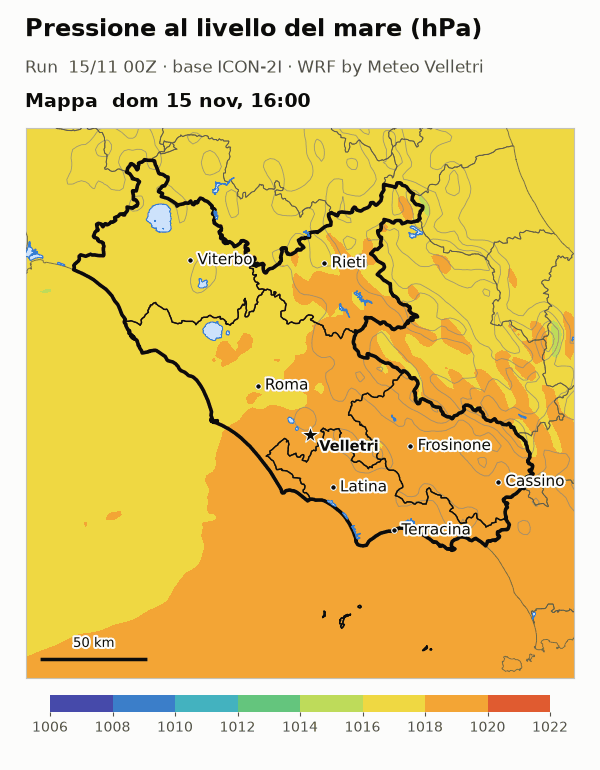 Pressione al livello del mare (hPa)
Run  15/11 00Z · base ICON-2I · WRF by Meteo Velletri
Mappa  dom 15 nov, 16:00
Viterbo
Rieti
Roma
Velletri
Frosinone
Cassino
Latina
Terracina
50 km
1006 1008 1010 1012 1014 1016 1018 1020 1022